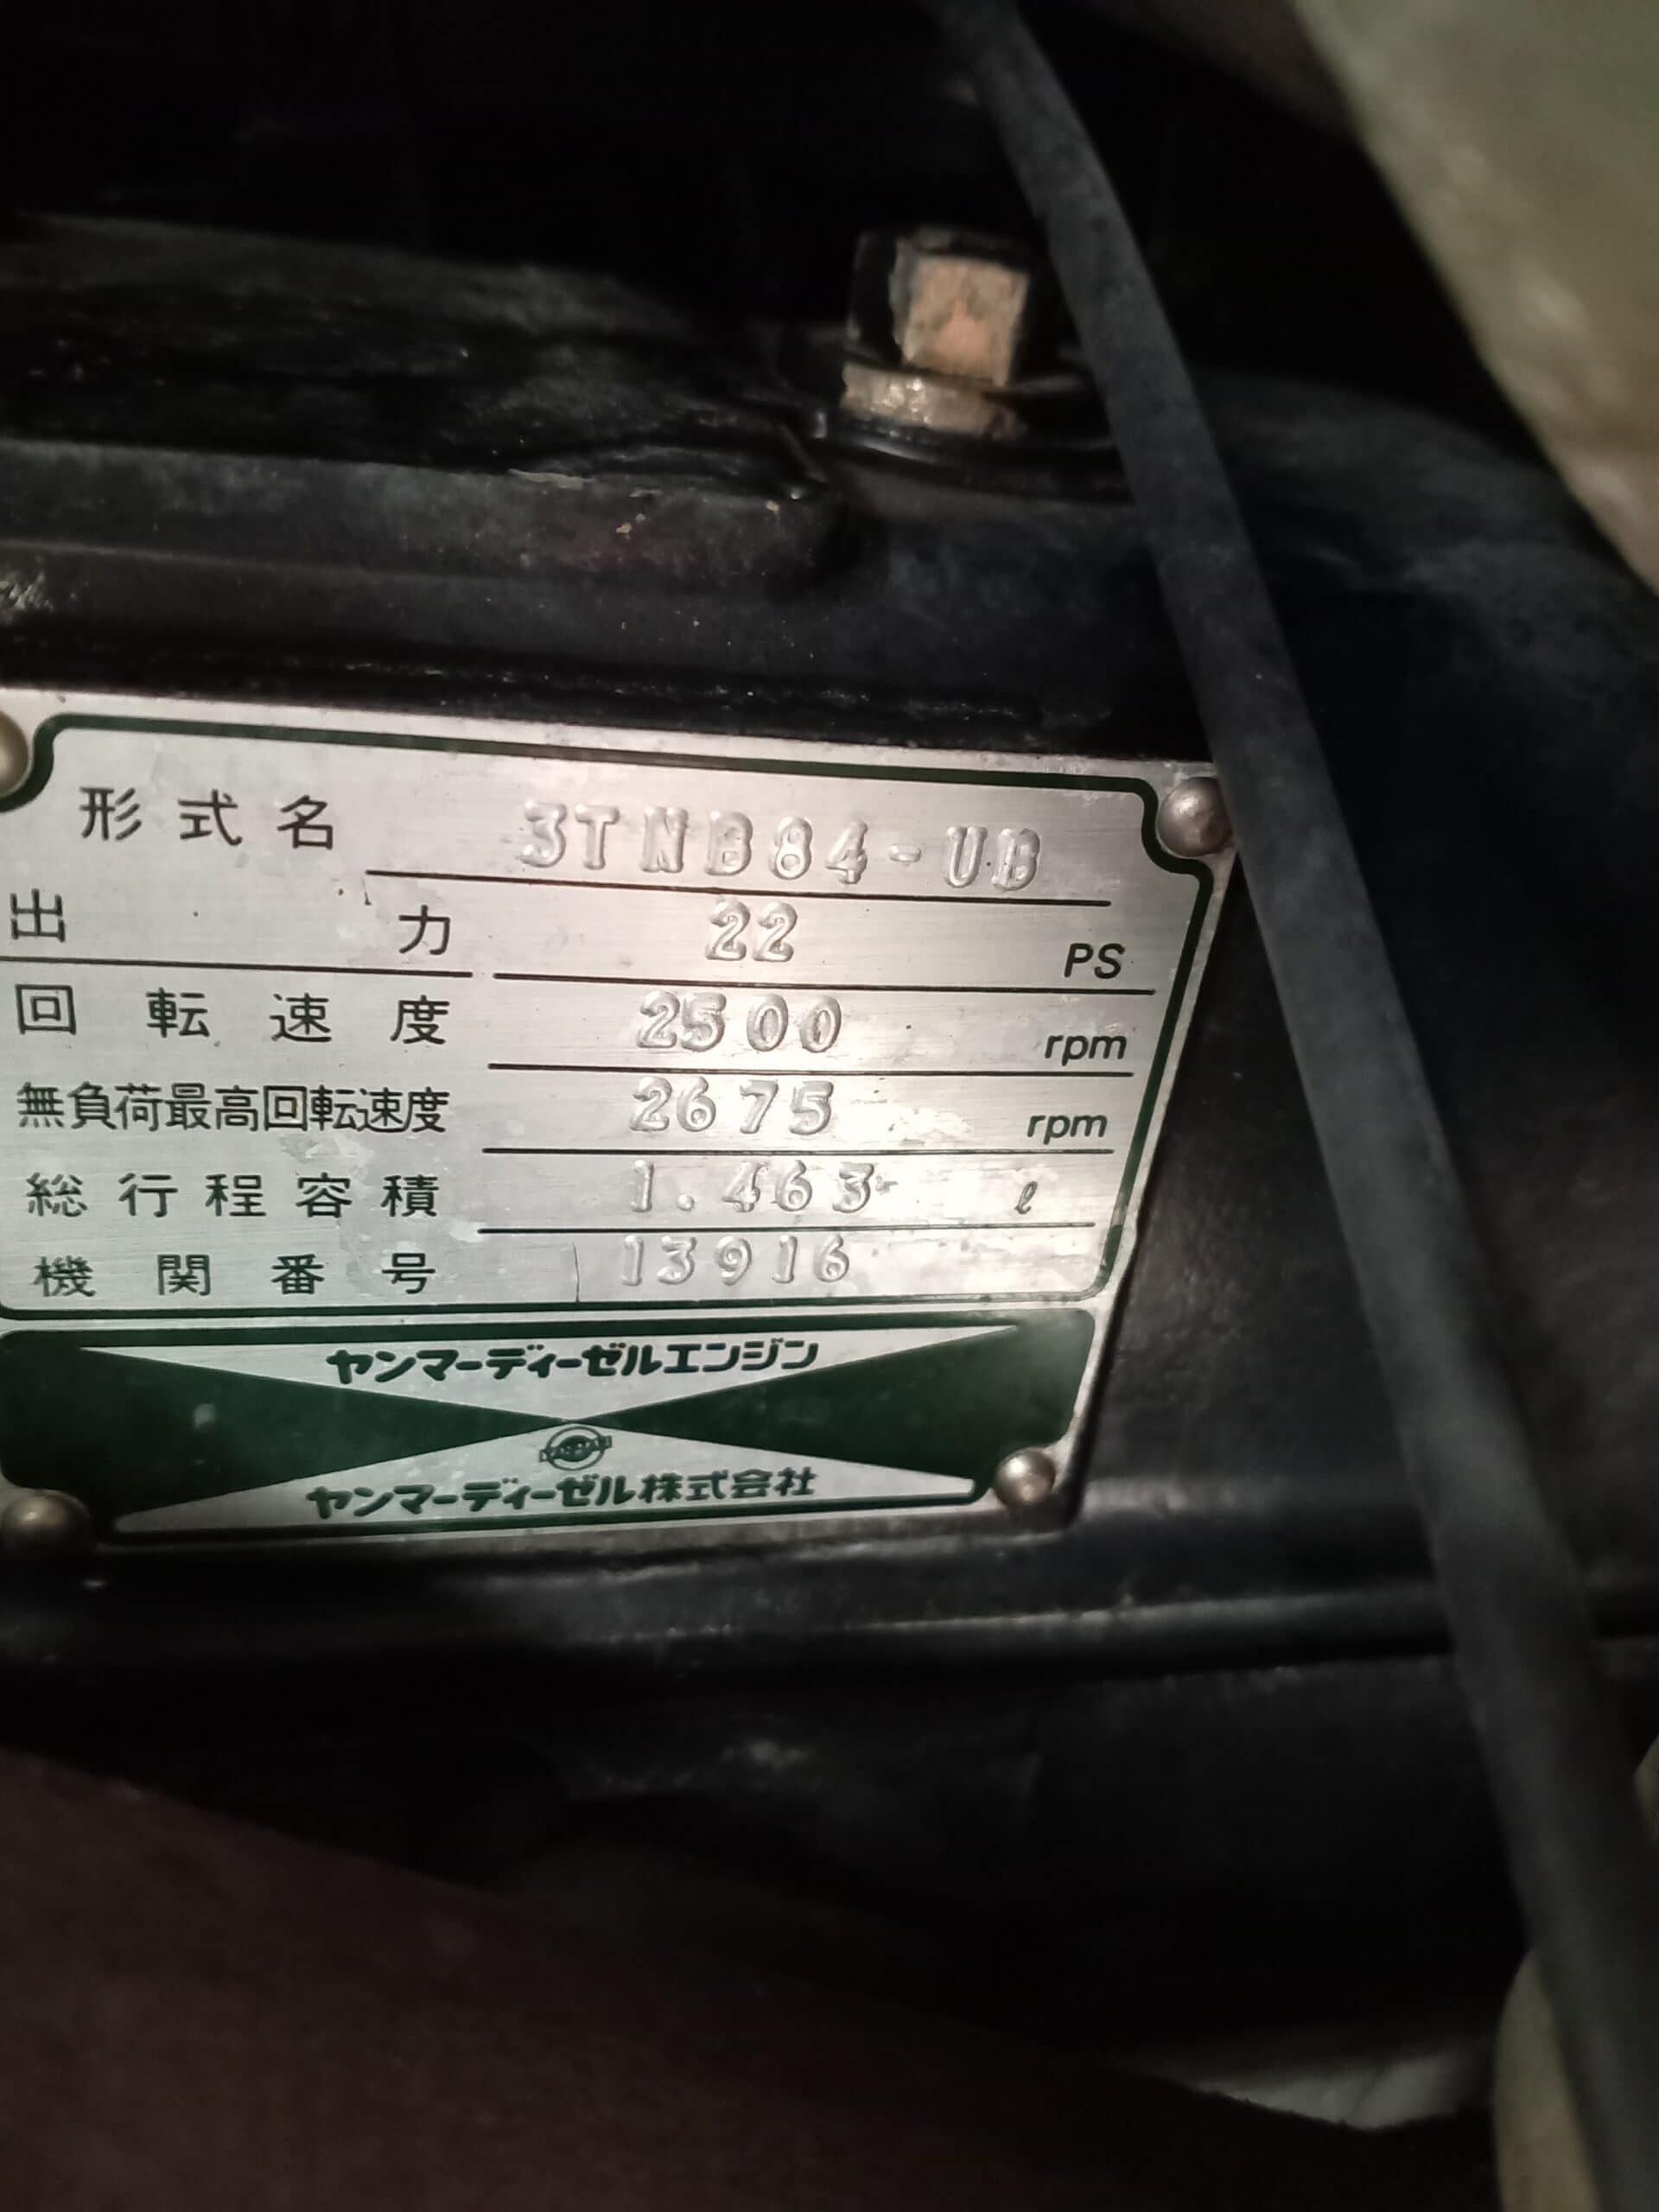 形式名 3TNB84-UB
出力 22 PS
回転速度 2500 rpm
無負荷最高回転速度 2675 rpm
総行程容積 1.463 ℓ
機関番号 13916
ヤンマーディーゼルエンジン
ヤンマーディーゼル株式会社